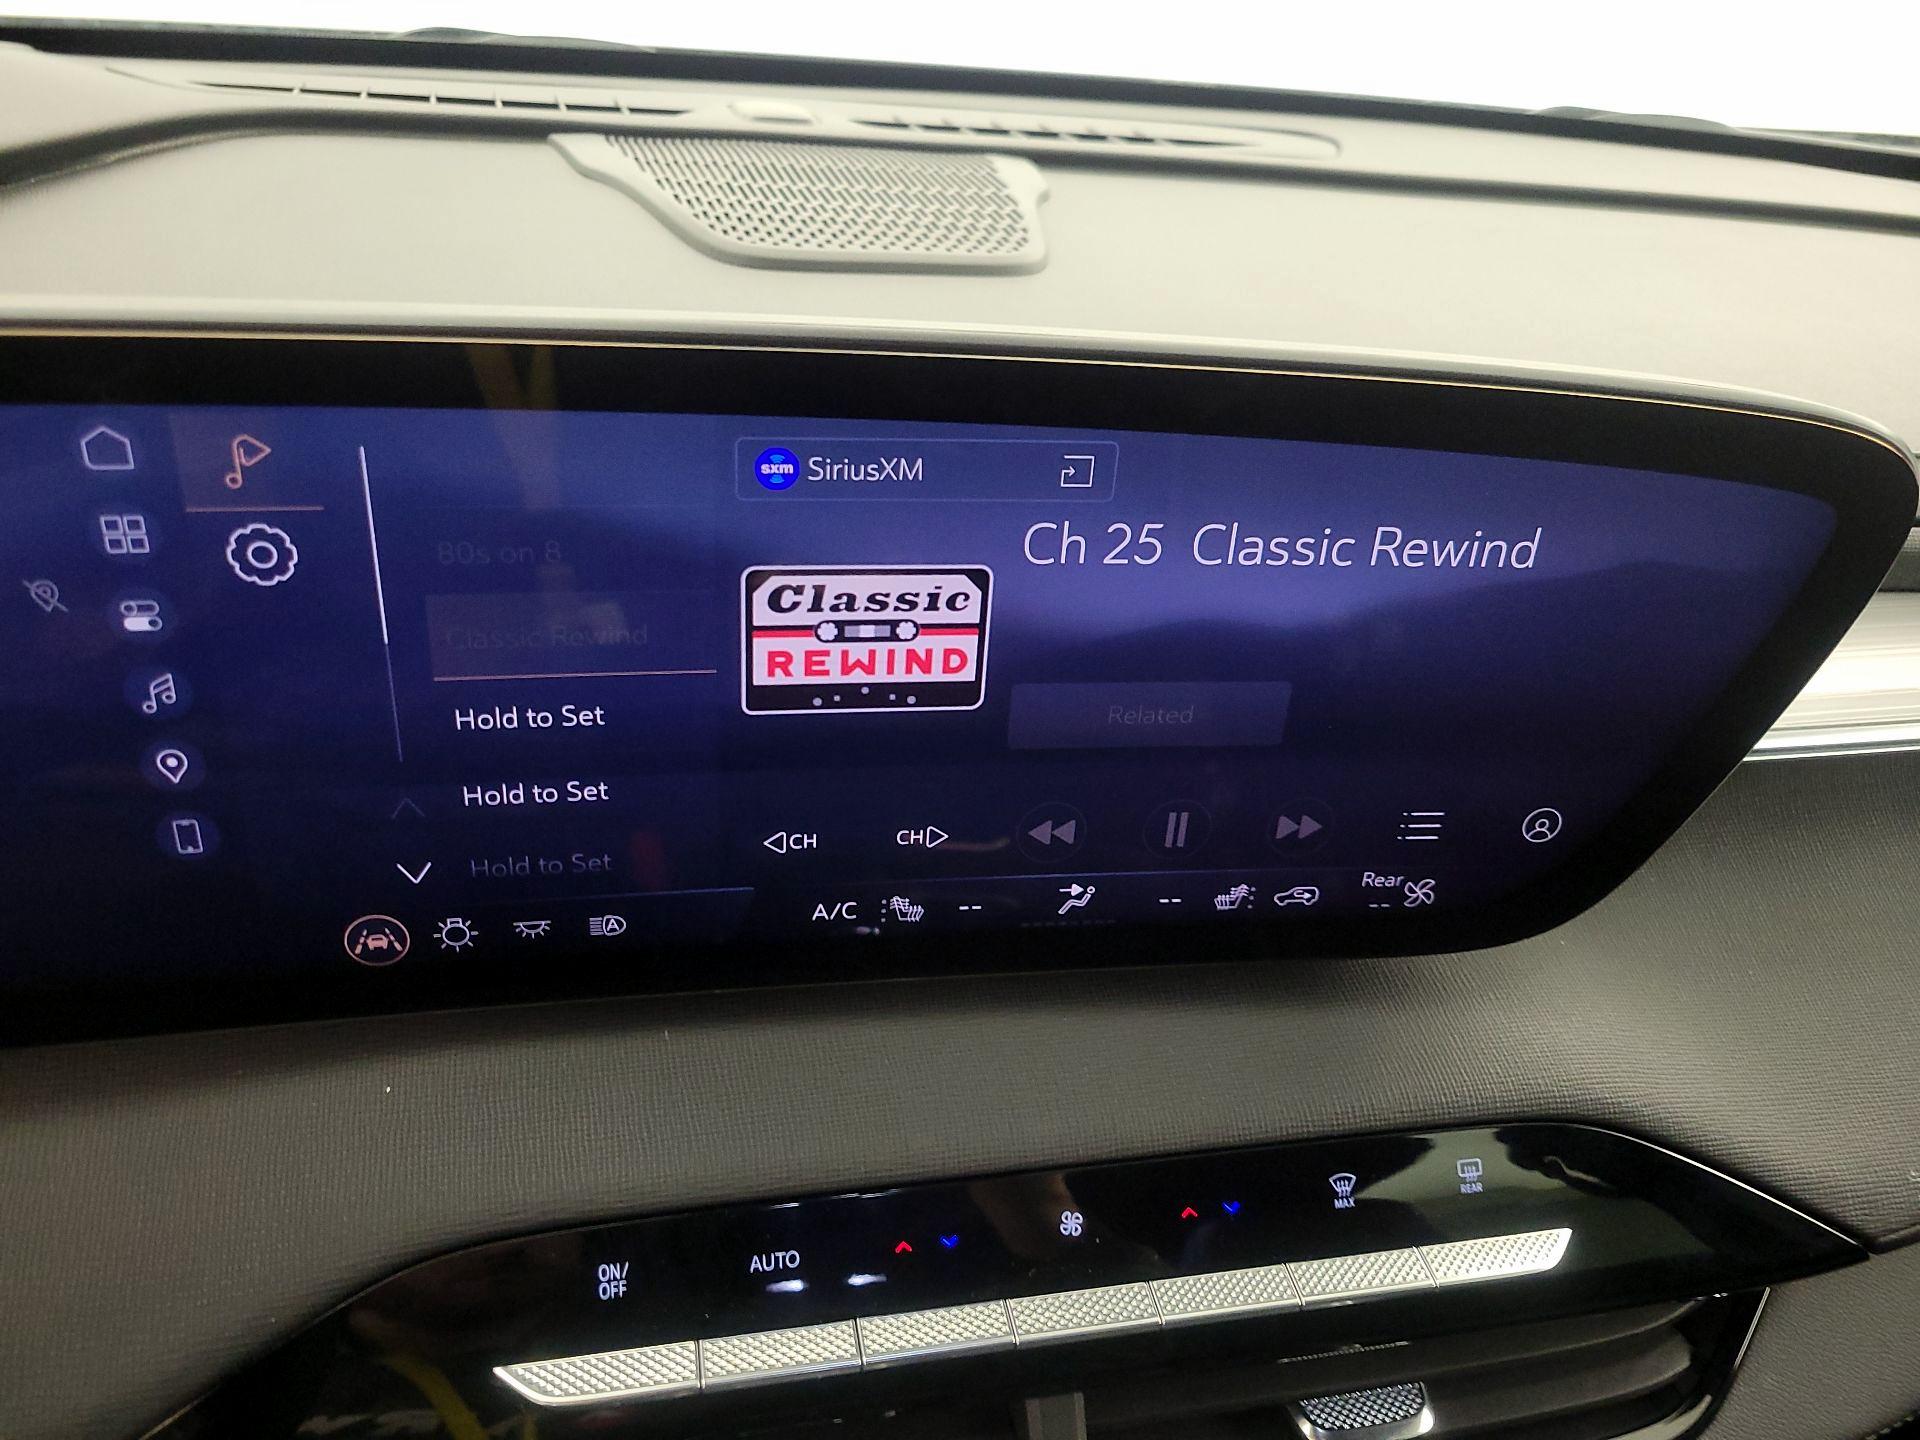 sxm SiriusXM
Ch 25 Classic Rewind
80s on 8
Classic Rewind
Classic
REWIND
Hold to Set
Related
Hold to Set
CH
CH
Hold to Set
A/C
--
--
Rear
--
A
ON/
OFF
AUTO
MAX
REAR